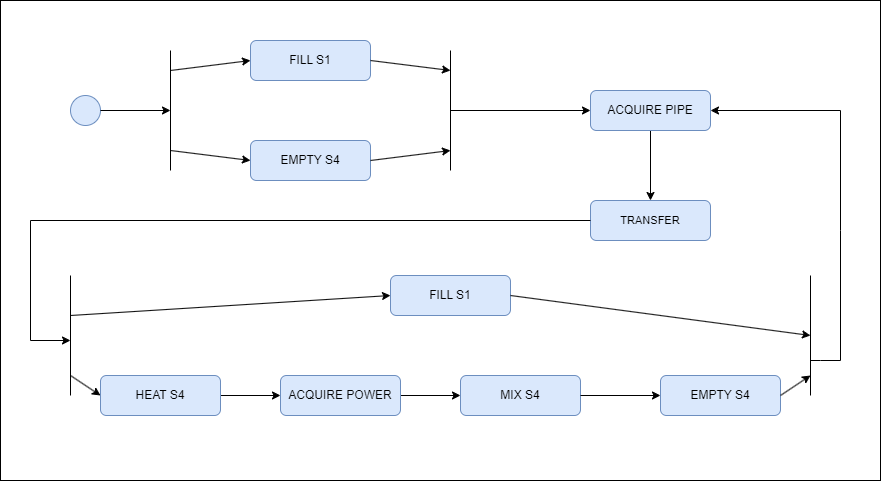 FILL S1
ACQUIRE PIPE
EMPTY S4
TRANSFER
FILL S1
HEAT S4
ACQUIRE POWER
MIX S4
EMPTY S4